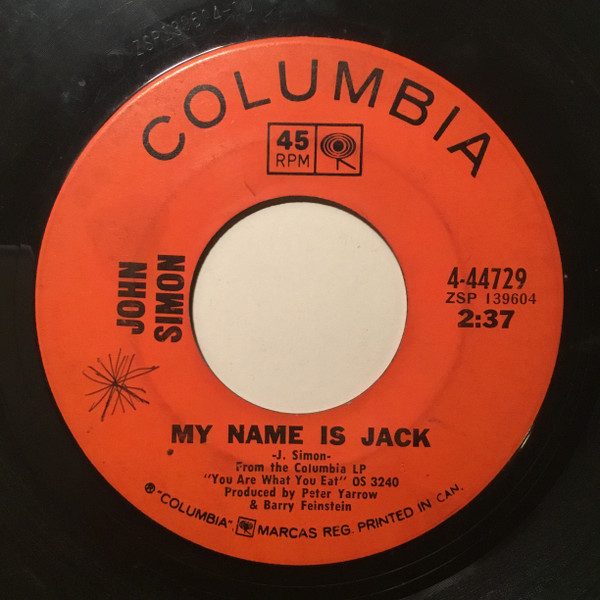 COLUMBIA
45
RPM
JOHN
SIMON
4-44729
ZSP 139604
2:37
MY NAME IS JACK
-J. Simon-
From the Columbia LP
"You Are What You Eat" OS 3240
Produced by Peter Yarrow
& Barry Feinstein
® "COLUMBIA", MARCAS REG. PRINTED IN CAN.